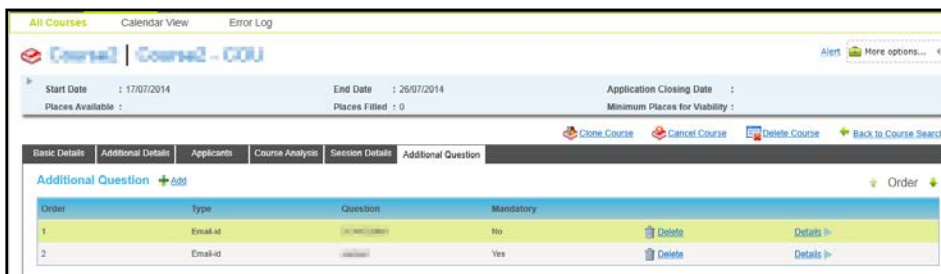 All Courses Calendar View Error Log
Course2 Course2 - COU
Alert More options...
Start Date : 17/07/2014 End Date : 26/07/2014 Application Closing Date :
Places Available : Places Filled : 0 Minimum Places for Viability :
Clone Course Cancel Course Delete Course Back to Course Search
Basic Details Additional Details Applicants Course Analysis Session Details Additional Question
Additional Question Add Order
Order Type Question Mandatory
1 Email-id No Delete Details
2 Email-id Yes Delete Details